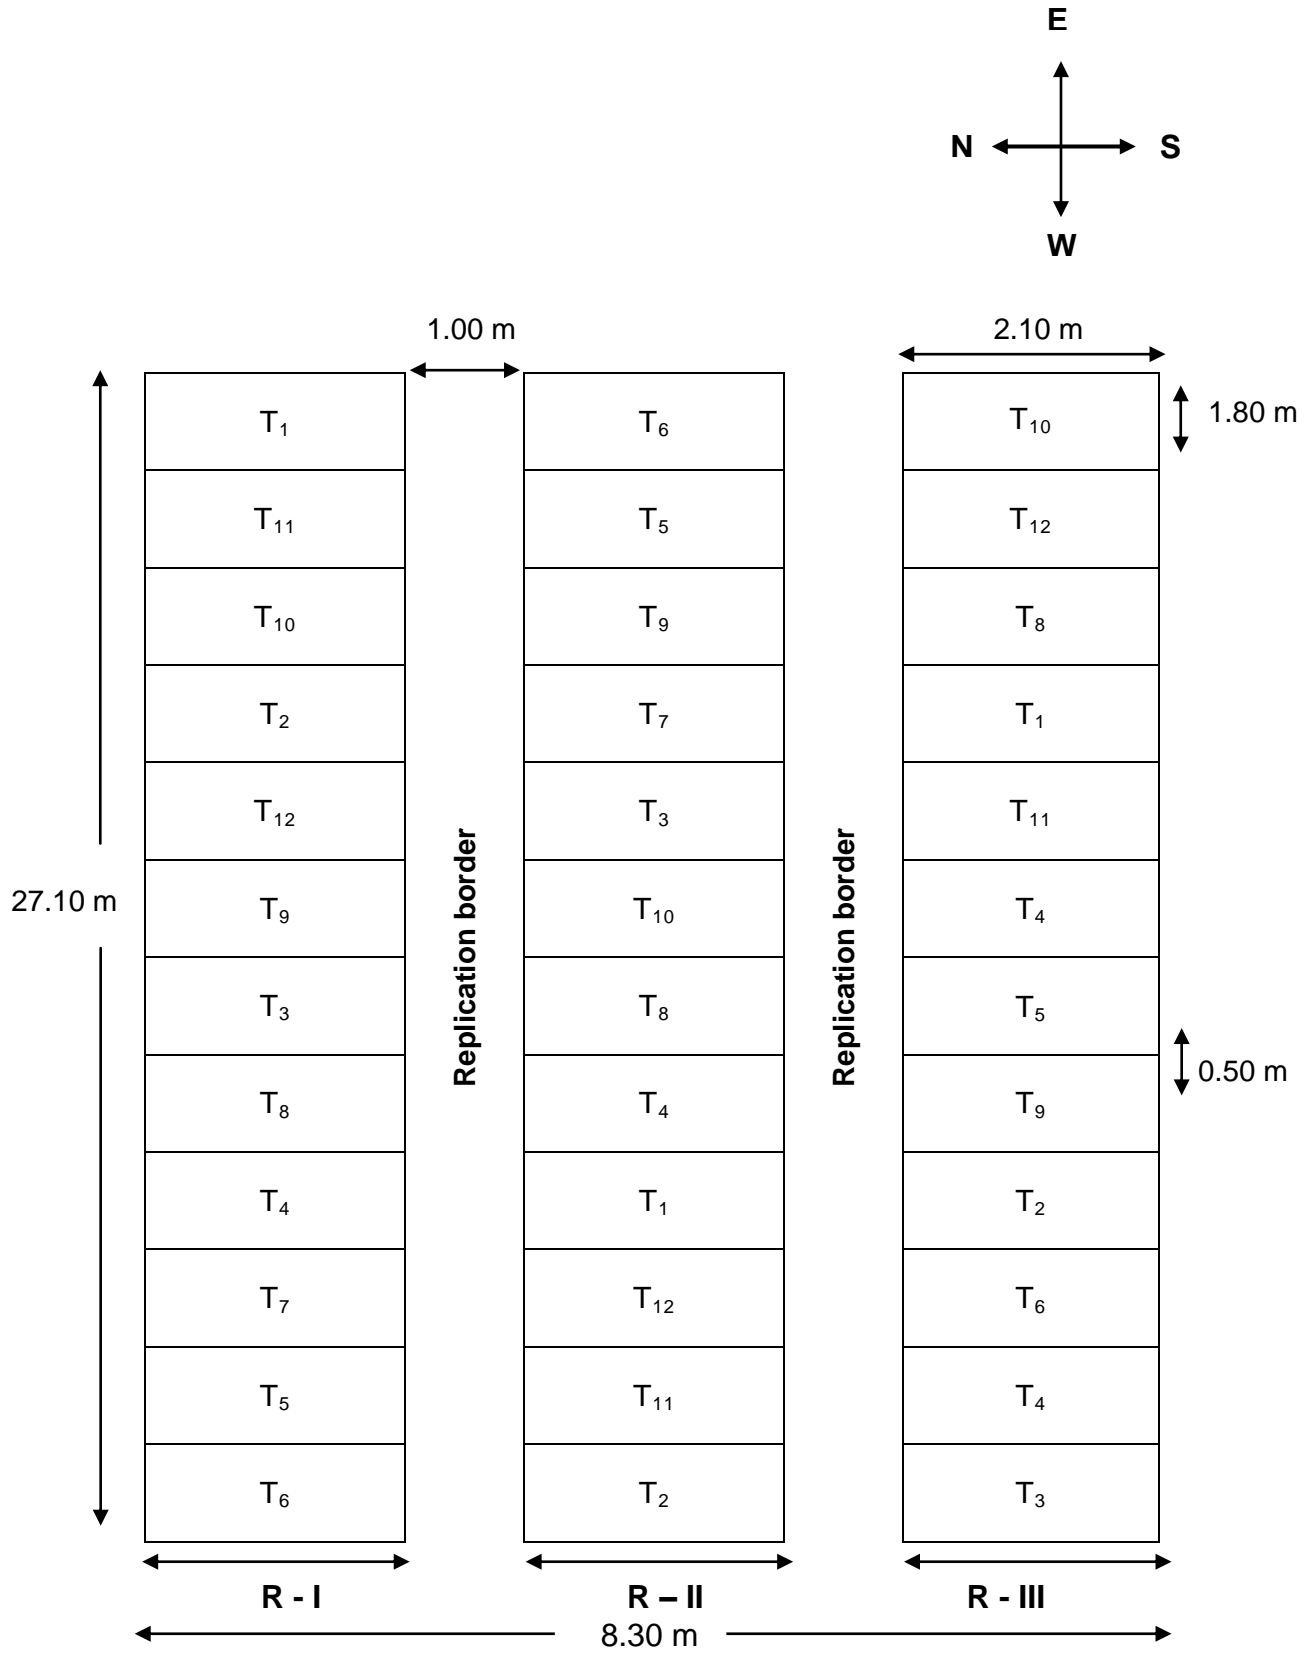 E
N S
W
1.00 m 2.10 m
1.80 m
T₁ T₆ T₁₀
T₁₁ T₅ T₁₂
T₁₀ T₉ T₈
T₂ T₇ T₁
T₁₂ T₃ T₁₁
27.10 m
T₉ T₁₀ T₄
T₃ T₈ T₅
Replication border
Replication border
0.50 m
T₈ T₄ T₉
T₄ T₁ T₂
T₇ T₁₂ T₆
T₅ T₁₁ T₄
T₆ T₂ T₃
R - I R – II R - III
8.30 m